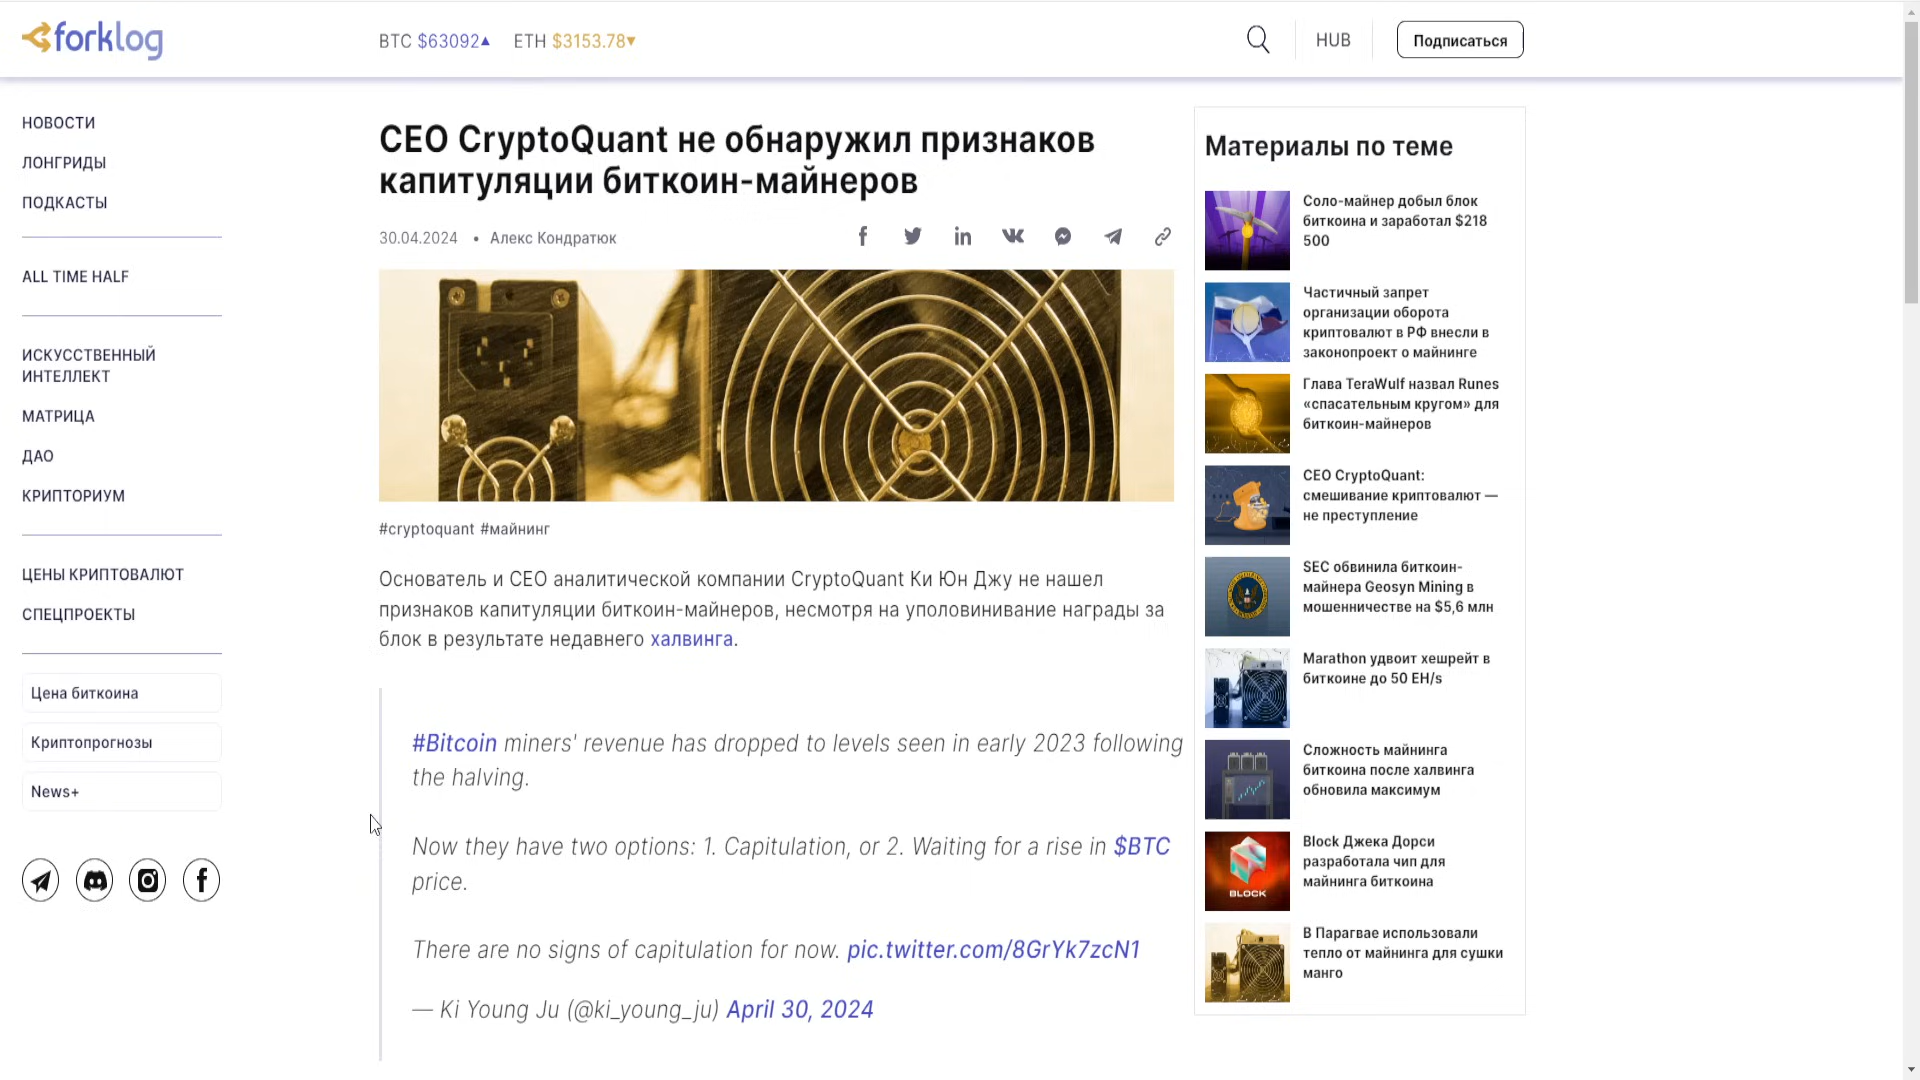 forklog
BTC $63092▲ ETH $3153.78▼
HUB
Подписаться
НОВОСТИ
ЛОНГРИДЫ
ПОДКАСТЫ
ALL TIME HALF
ИСКУССТВЕННЫЙ
ИНТЕЛЛЕКТ
МАТРИЦА
ДАО
КРИПТОРИУМ
ЦЕНЫ КРИПТОВАЛЮТ
СПЕЦПРОЕКТЫ
Цена биткоина
Криптопрогнозы
News+
CEO CryptoQuant не обнаружил признаков
капитуляции биткоин-майнеров
30.04.2024 • Алекс Кондратюк
#cryptoquant #майнинг
Основатель и CEO аналитической компании CryptoQuant Ки Юн Джу не нашел
признаков капитуляции биткоин-майнеров, несмотря на уполовинивание награды за
блок в результате недавнего халвинга.
#Bitcoin miners' revenue has dropped to levels seen in early 2023 following
the halving.
Now they have two options: 1. Capitulation, or 2. Waiting for a rise in $BTC
price.
There are no signs of capitulation for now. pic.twitter.com/8GrYk7zcN1
— Ki Young Ju (@ki_young_ju) April 30, 2024
Материалы по теме
Соло-майнер добыл блок
биткоина и заработал $218
500
Частичный запрет
организации оборота
криптовалют в РФ внесли в
законопроект о майнинге
Глава TeraWulf назвал Runes
«спасательным кругом» для
биткоин-майнеров
CEO CryptoQuant:
смешивание криптовалют —
не преступление
SEC обвинила биткоин-
майнера Geosyn Mining в
мошенничестве на $5,6 млн
Marathon удвоит хешрейт в
биткоине до 50 EH/s
Сложность майнинга
биткоина после халвинга
обновила максимум
Block Джека Дорси
разработала чип для
майнинга биткоина
BLOCK
В Парагвае использовали
тепло от майнинга для сушки
манго